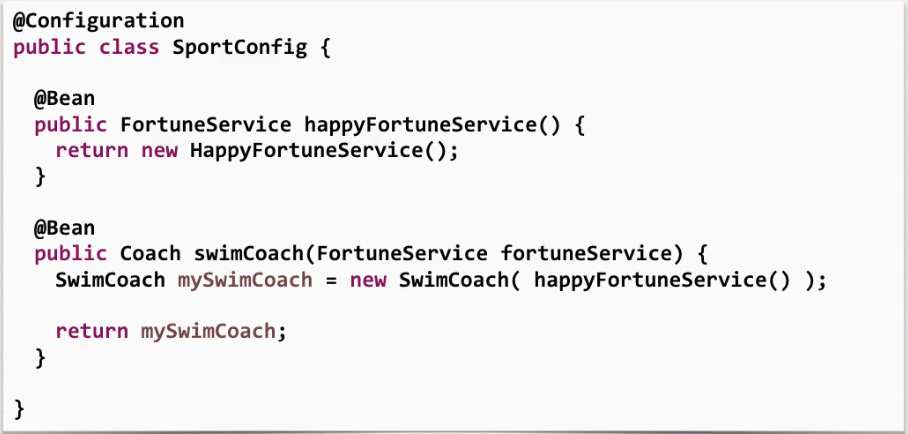 @Configuration
public class SportConfig {
@Bean
public FortuneService happyFortuneService() {
return new HappyFortuneService();
}
@Bean
public Coach swimCoach(FortuneService fortuneService) {
SwimCoach mySwimCoach = new SwimCoach( happyFortuneService() );
return mySwimCoach;
}
}